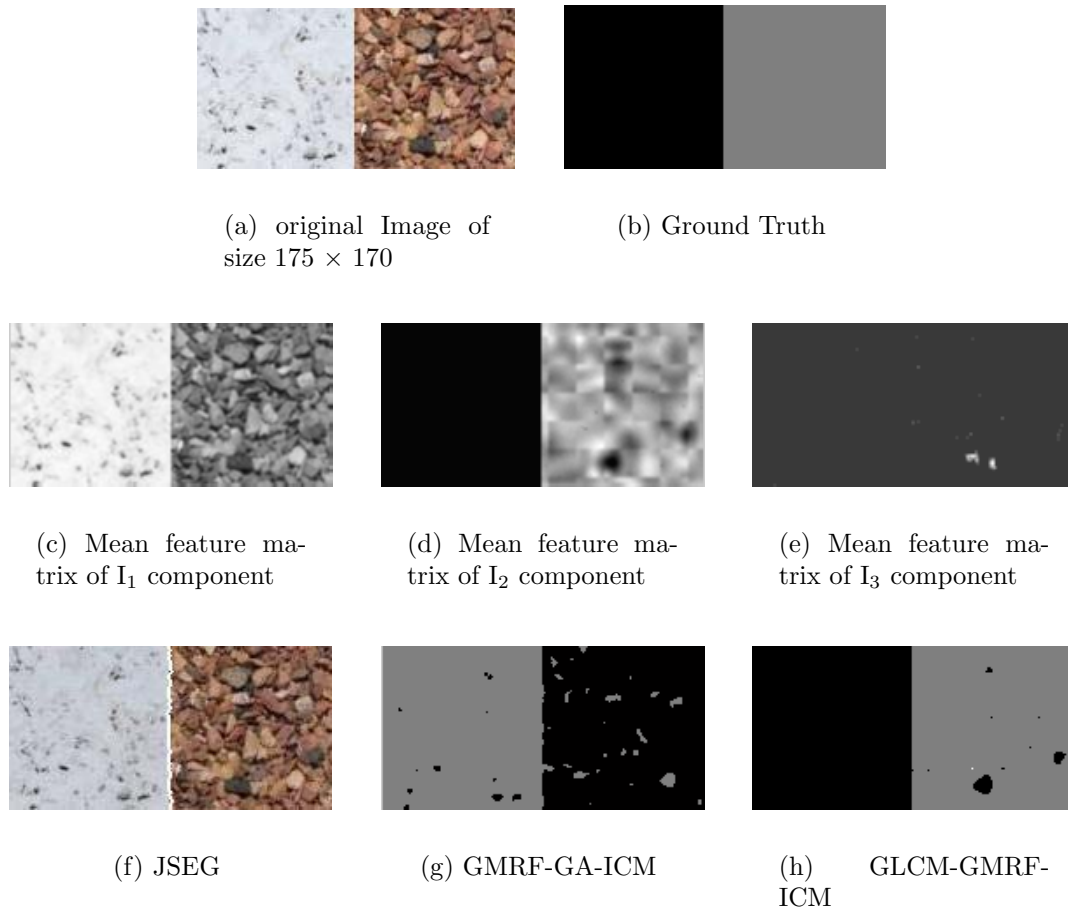 (a) original Image of
size 175 × 170
(b) Ground Truth
(c) Mean feature ma-
trix of I₁ component
(d) Mean feature ma-
trix of I₂ component
(e) Mean feature ma-
trix of I₃ component
(f) JSEG
(g) GMRF-GA-ICM
(h) GLCM-GMRF-
ICM